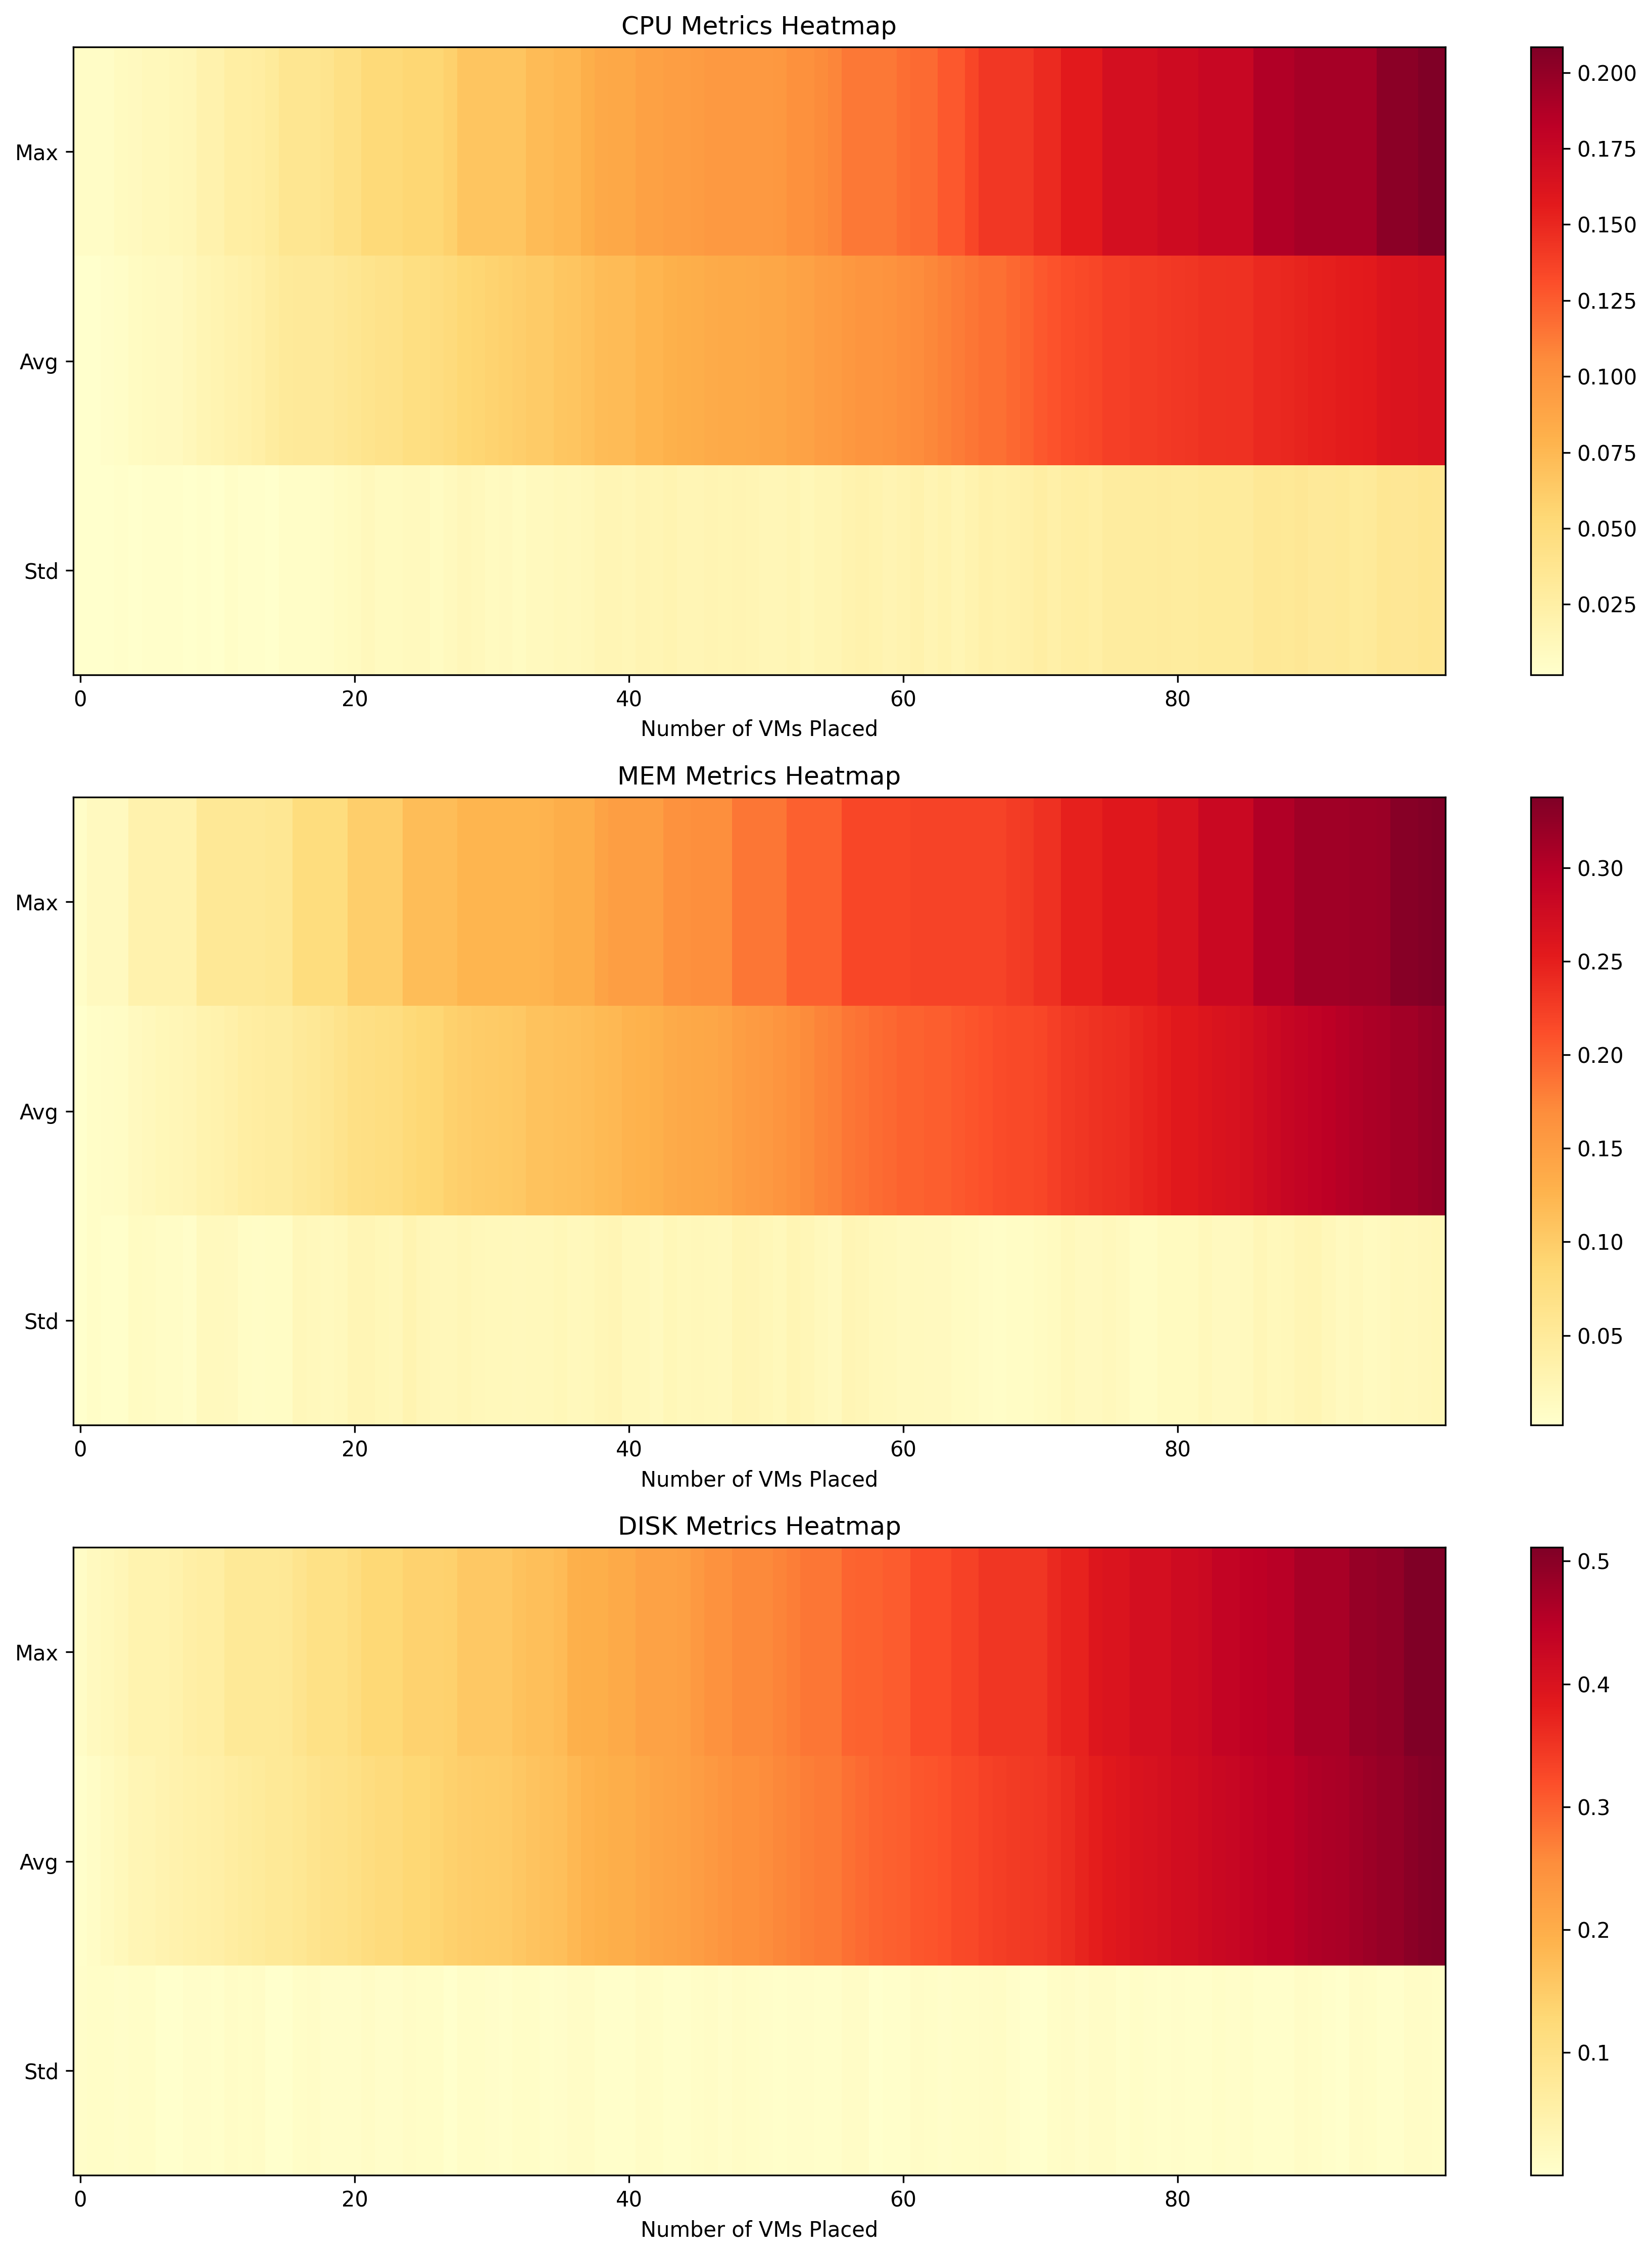 CPU Metrics Heatmap
Max
Avg
Std
0 20 40 60 80
Number of VMs Placed
0.200
0.175
0.150
0.125
0.100
0.075
0.050
0.025
MEM Metrics Heatmap
Max
Avg
Std
0 20 40 60 80
Number of VMs Placed
0.30
0.25
0.20
0.15
0.10
0.05
DISK Metrics Heatmap
Max
Avg
Std
0 20 40 60 80
Number of VMs Placed
0.5
0.4
0.3
0.2
0.1